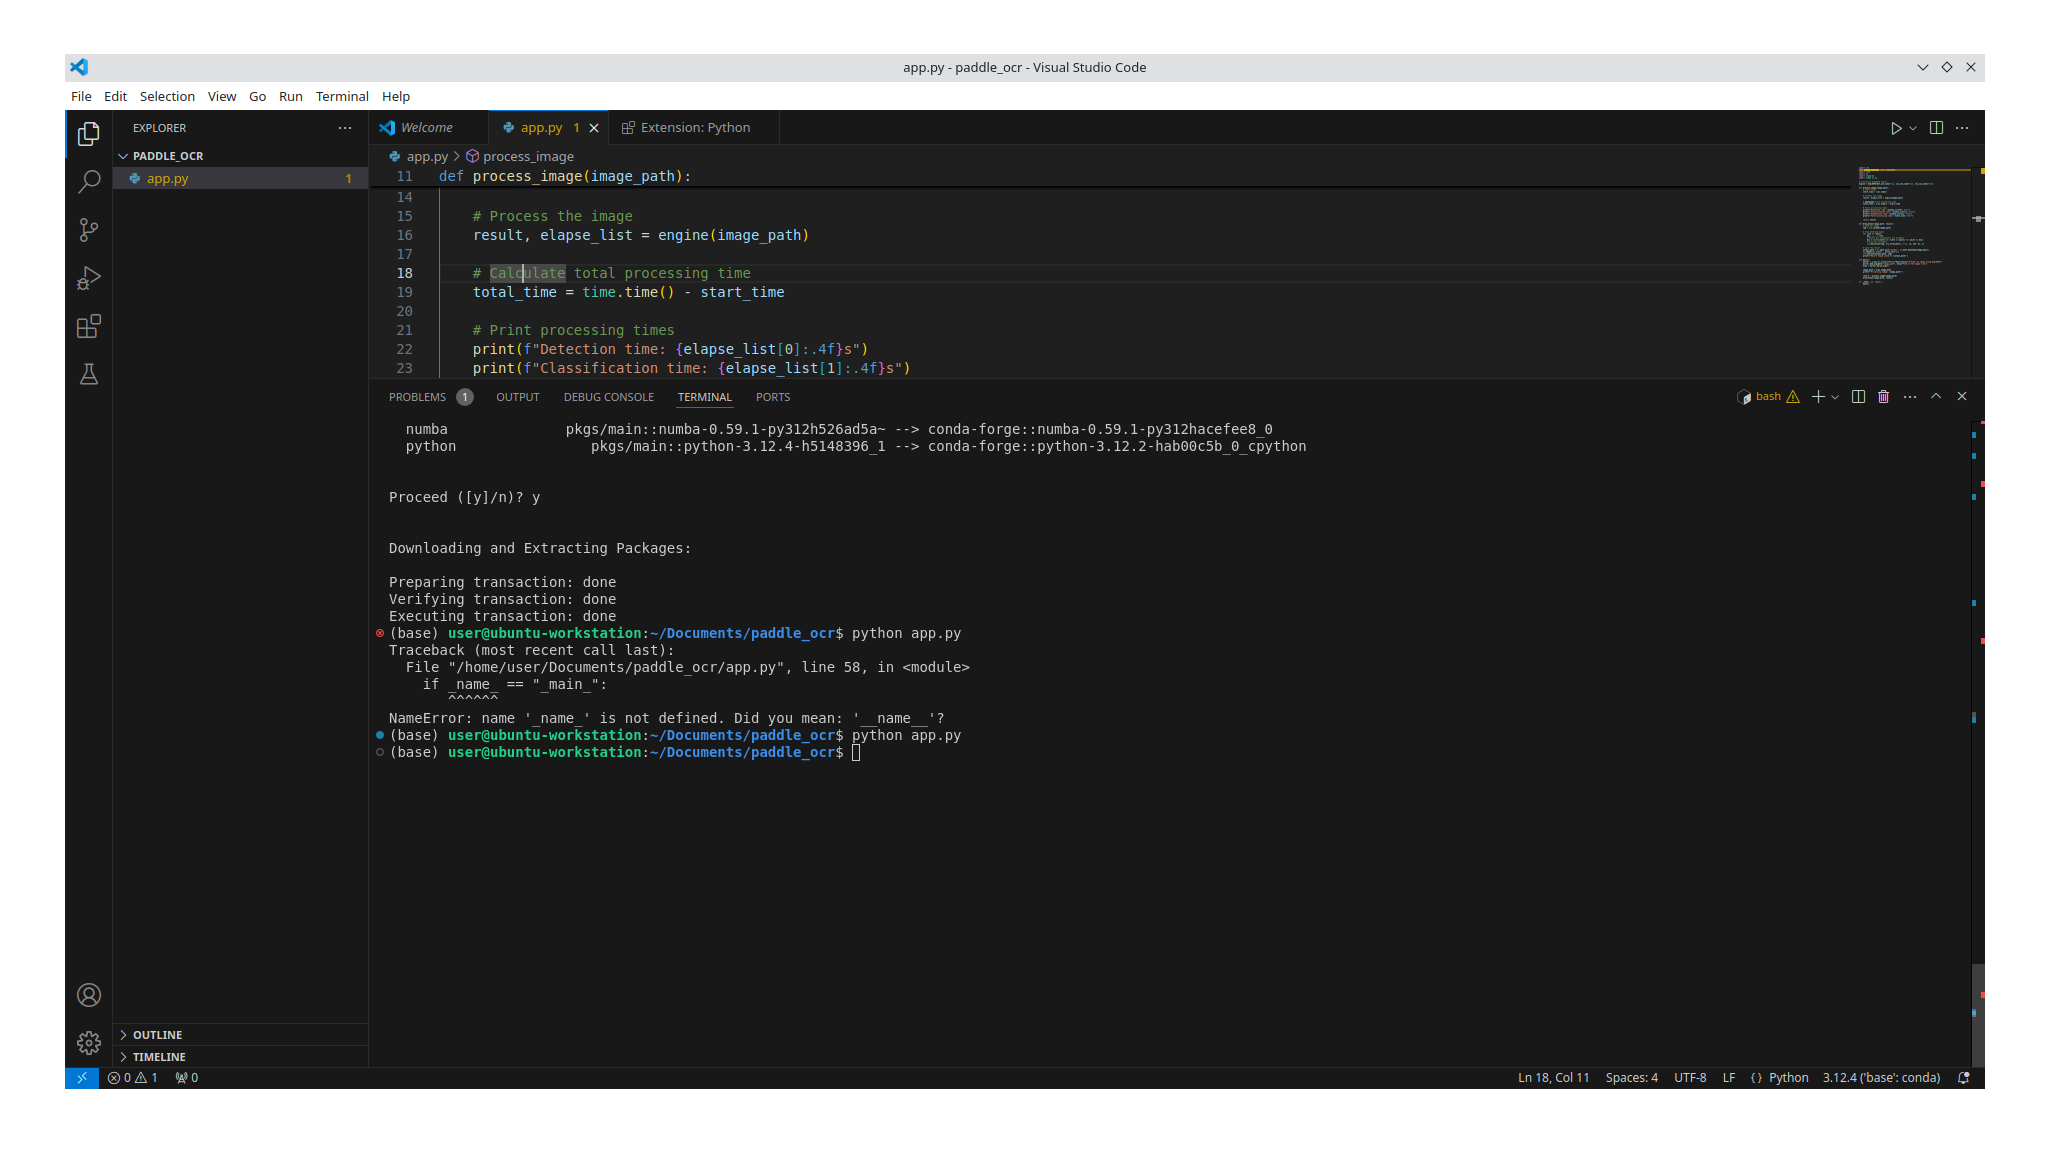 app.py - paddle_ocr - Visual Studio Code
File Edit Selection View Go Run Terminal Help
EXPLORER
PADDLE_OCR
app.py 1
OUTLINE
TIMELINE
Welcome app.py 1 Extension: Python
app.py > process_image
11 def process_image(image_path):
14
15 # Process the image
16 result, elapse_list = engine(image_path)
17
18 # Calculate total processing time
19 total_time = time.time() - start_time
20
21 # Print processing times
22 print(f"Detection time: {elapse_list[0]:.4f}s")
23 print(f"Classification time: {elapse_list[1]:.4f}s")
PROBLEMS 1 OUTPUT DEBUG CONSOLE TERMINAL PORTS
bash
numba pkgs/main::numba-0.59.1-py312h526ad5a~ --> conda-forge::numba-0.59.1-py312hacefee8_0
python pkgs/main::python-3.12.4-h5148396_1 --> conda-forge::python-3.12.2-hab00c5b_0_cpython
Proceed ([y]/n)? y
Downloading and Extracting Packages:
Preparing transaction: done
Verifying transaction: done
Executing transaction: done
(base) user@ubuntu-workstation:~/Documents/paddle_ocr$ python app.py
Traceback (most recent call last):
File "/home/user/Documents/paddle_ocr/app.py", line 58, in <module>
if _name_ == "_main_":
^^^^^^
NameError: name '_name_' is not defined. Did you mean: '__name__'?
(base) user@ubuntu-workstation:~/Documents/paddle_ocr$ python app.py
(base) user@ubuntu-workstation:~/Documents/paddle_ocr$
0 1 0
Ln 18, Col 11 Spaces: 4 UTF-8 LF {} Python 3.12.4 ('base': conda)